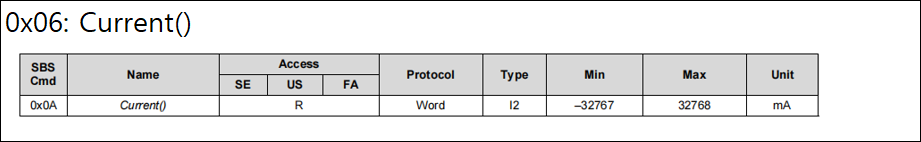 0x06: Current()
SBS Cmd Name Access Protocol Type Min Max Unit
SE US FA
0x0A Current() R Word I2 –32767 32768 mA